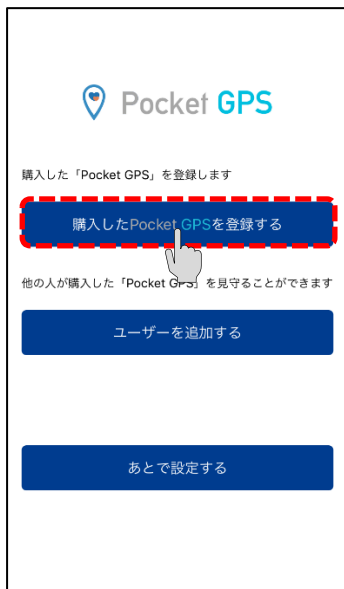 Pocket GPS
購入した「Pocket GPS」を登録します
購入したPocket GPSを登録する
他の人が購入した「Pocket GPS」を見守ることができます
ユーザーを追加する
あとで設定する